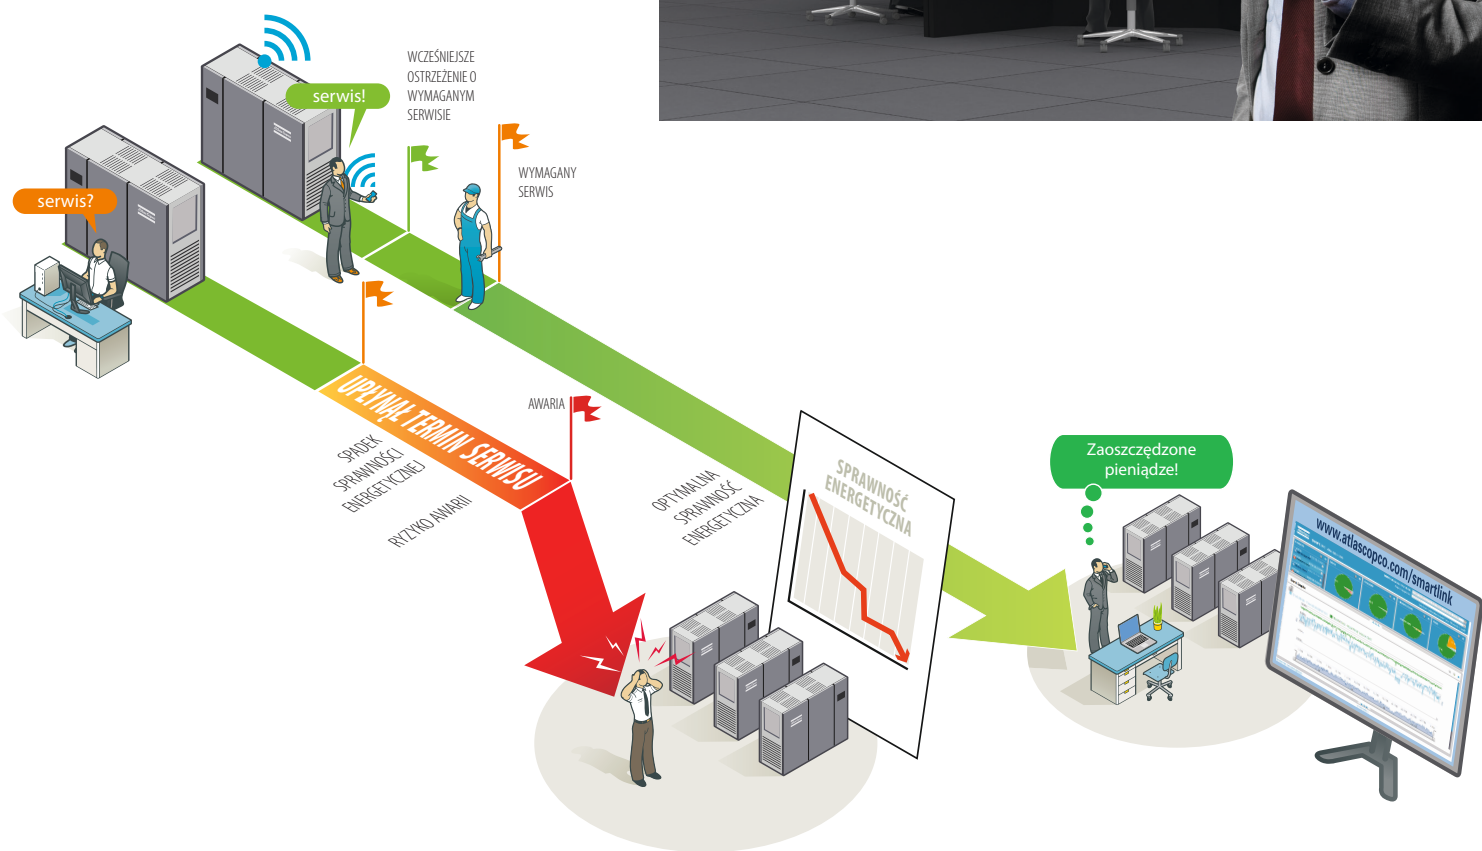 WCZEŚNIEJSZE
OSTRZEŻENIE O
WYMAGANYM
SERWISIE
serwis!
WYMAGANY
SERWIS
serwis?
UPŁYNĄŁ TERMIN SERWISU
AWARIA
SPADEK
SPRAWNOŚCI
ENERGETYCZNEJ
RYZYKO AWARII
OPTYMALNA
SPRAWNOŚĆ
ENERGETYCZNA
SPRAWNOŚĆ
ENERGETYCZNA
Zaoszczędzone
pieniądze!
www.atlascopco.com/smartlink